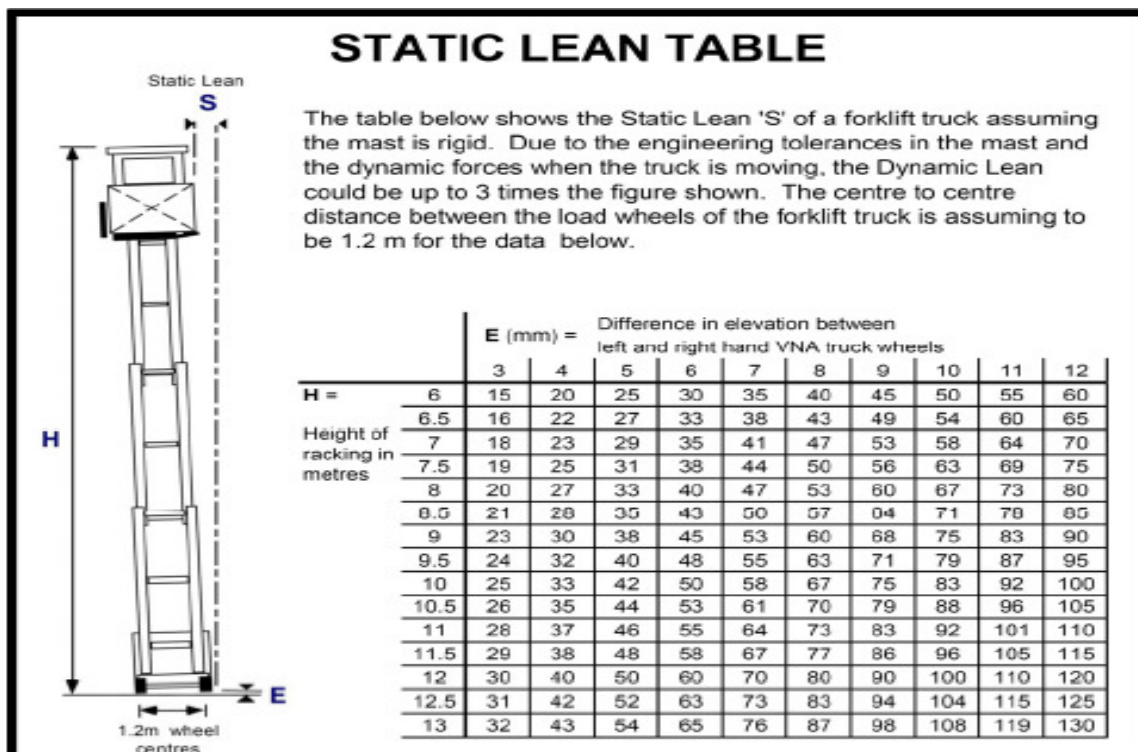 STATIC LEAN TABLE
Static Lean
S
The table below shows the Static Lean 'S' of a forklift truck assuming
the mast is rigid. Due to the engineering tolerances in the mast and
the dynamic forces when the truck is moving, the Dynamic Lean
could be up to 3 times the figure shown. The centre to centre
distance between the load wheels of the forklift truck is assuming to
be 1.2 m for the data below.
H
E
1.2m wheel
centres
E (mm) = Difference in elevation between
left and right hand VNA truck wheels
3 4 5 6 7 8 9 10 11 12
H = 6 15 20 25 30 35 40 45 50 55 60
6.5 16 22 27 33 38 43 49 54 60 65
Height of
racking in
metres
7 18 23 29 35 41 47 53 58 64 70
7.5 19 25 31 38 44 50 56 63 69 75
8 20 27 33 40 47 53 60 67 73 80
8.5 21 28 35 43 50 57 64 71 78 85
9 23 30 38 45 53 60 68 75 83 90
9.5 24 32 40 48 55 63 71 79 87 95
10 25 33 42 50 58 67 75 83 92 100
10.5 26 35 44 53 61 70 79 88 96 105
11 28 37 46 55 64 73 83 92 101 110
11.5 29 38 48 58 67 77 86 96 105 115
12 30 40 50 60 70 80 90 100 110 120
12.5 31 42 52 63 73 83 94 104 115 125
13 32 43 54 65 76 87 98 108 119 130